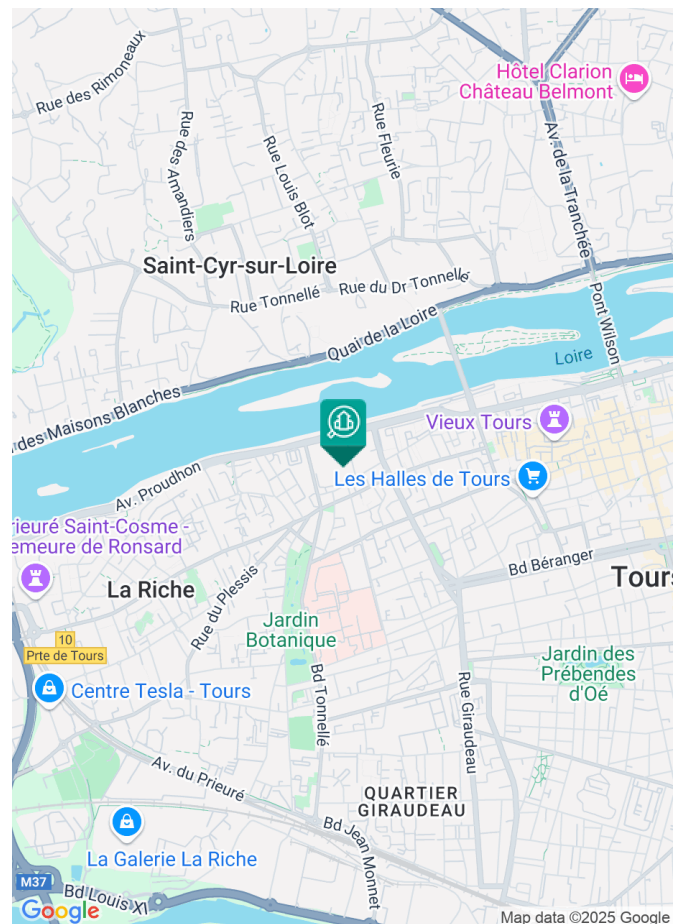 Hôtel Clarion
Château Belmont
Rue des Rimoneaux
Rue des Amandiers
Rue Louis Blot
Rue Fleurie
Av. de la Tranchée
Saint-Cyr-sur-Loire
Rue Tonnellé
Rue du Dr Tonnelle
Quai de la Loire
Pont Wilson
Loire
des Maisons Blanches
Vieux Tours
Av. Proudhon
Les Halles de Tours
rieuré Saint-Cosme -
emeure de Ronsard
Bd Béranger
Tours
La Riche
Rue du Plessis
Jardin
Botanique
10
Prte de Tours
Jardin des
Prébendes
d'Oé
Centre Tesla - Tours
Bd Tonnellé
Rue Giraudeau
Av. du Prieuré
QUARTIER
GIRAUDEAU
Bd Jean Monnet
La Galerie La Riche
M37
Bd Louis XI
Google
Map data ©2025 Google